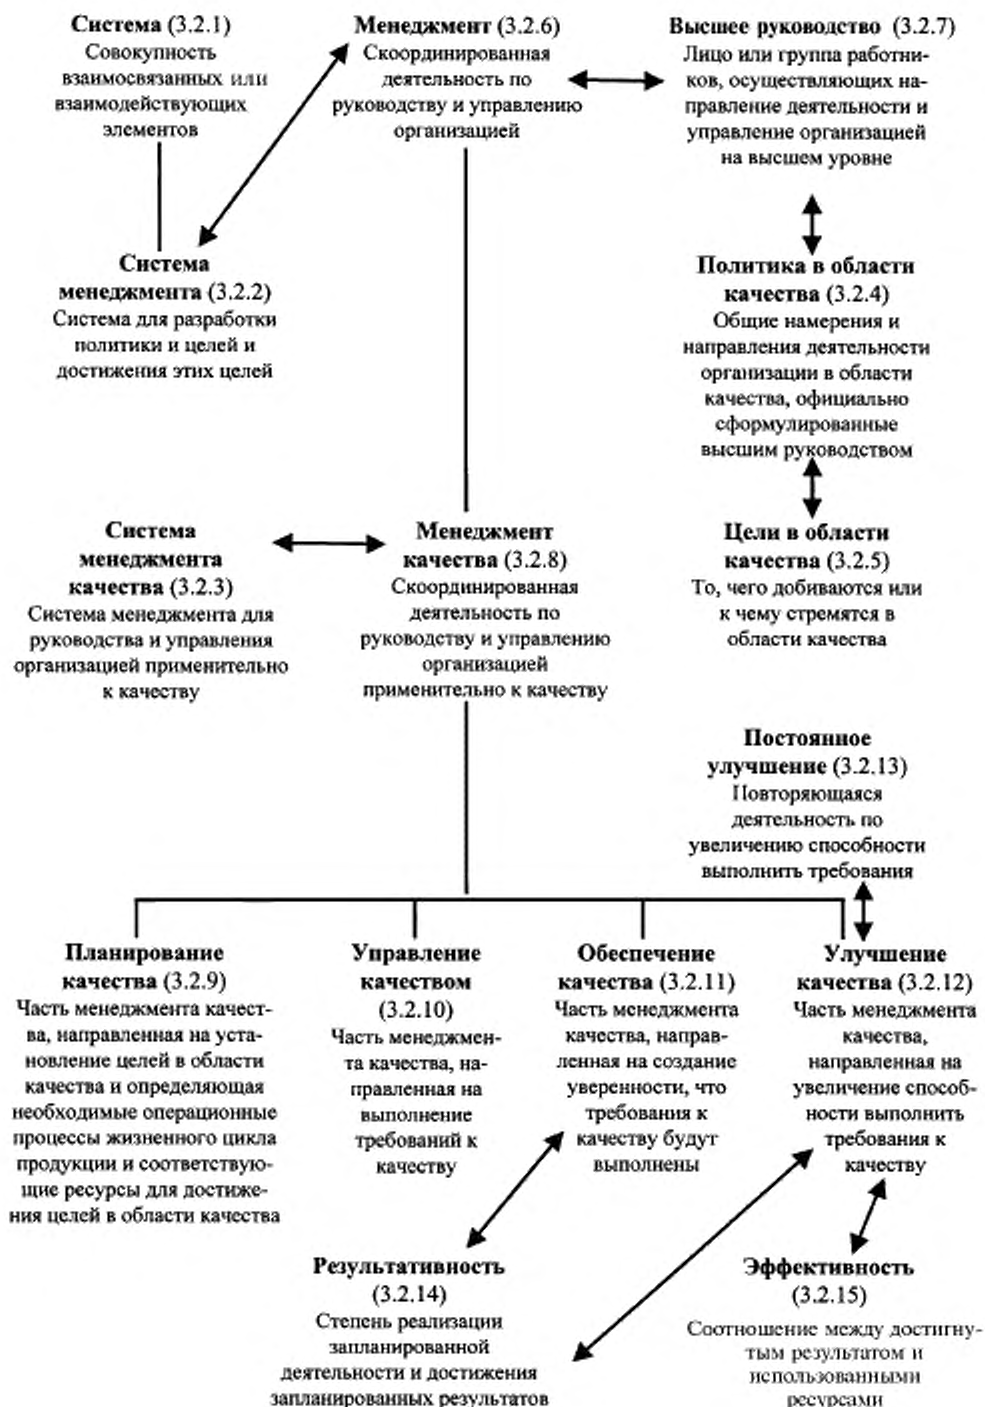 Система (3.2.1)
Совокупность
взаимосвязанных или
взаимодействующих
элементов
Менеджмент (3.2.6)
Скоординированная
деятельность по
руководству и управлению
организацией
Высшее руководство (3.2.7)
Лицо или группа работни-
ков, осуществляющих на-
правление деятельности и
управление организацией
на высшем уровне
Система
менеджмента (3.2.2)
Система для разработки
политики и целей и
достижения этих целей
Политика в области
качества (3.2.4)
Общие намерения и
направления деятельности
организации в области
качества, официально
сформулированные
высшим руководством
Система
менеджмента
качества (3.2.3)
Система менеджмента для
руководства и управления
организацией применительно
к качеству
Менеджмент
качества (3.2.8)
Скоординированная
деятельность по
руководству и управлению
организацией
применительно к качеству
Цели в области
качества (3.2.5)
То, чего добиваются или
к чему стремятся в
области качества
Постоянное
улучшение (3.2.13)
Повторяющаяся
деятельность по
увеличению способности
выполнить требования
Планирование
качества (3.2.9)
Часть менеджмента качест-
ва, направленная на уста-
новление целей в области
качества и определяющая
необходимые операционные
процессы жизненного цикла
продукции и соответствую-
щие ресурсы для достиже-
ния целей в области качества
Управление
качеством
(3.2.10)
Часть менеджмен-
та качества, на-
правленная на
выполнение
требований к
качеству
Обеспечение
качества (3.2.11)
Часть менеджмента
качества, направ-
ленная на создание
уверенности, что
требования к
качеству будут
выполнены
Улучшение
качества (3.2.12)
Часть менеджмента
качества,
направленная на
увеличение способ-
ности выполнить
требования к
качеству
Результативность
(3.2.14)
Степень реализации
запланированной
деятельности и достижения
запланированных результатов
Эффективность
(3.2.15)
Соотношение между достигну-
тым результатом и
использованными
ресурсами